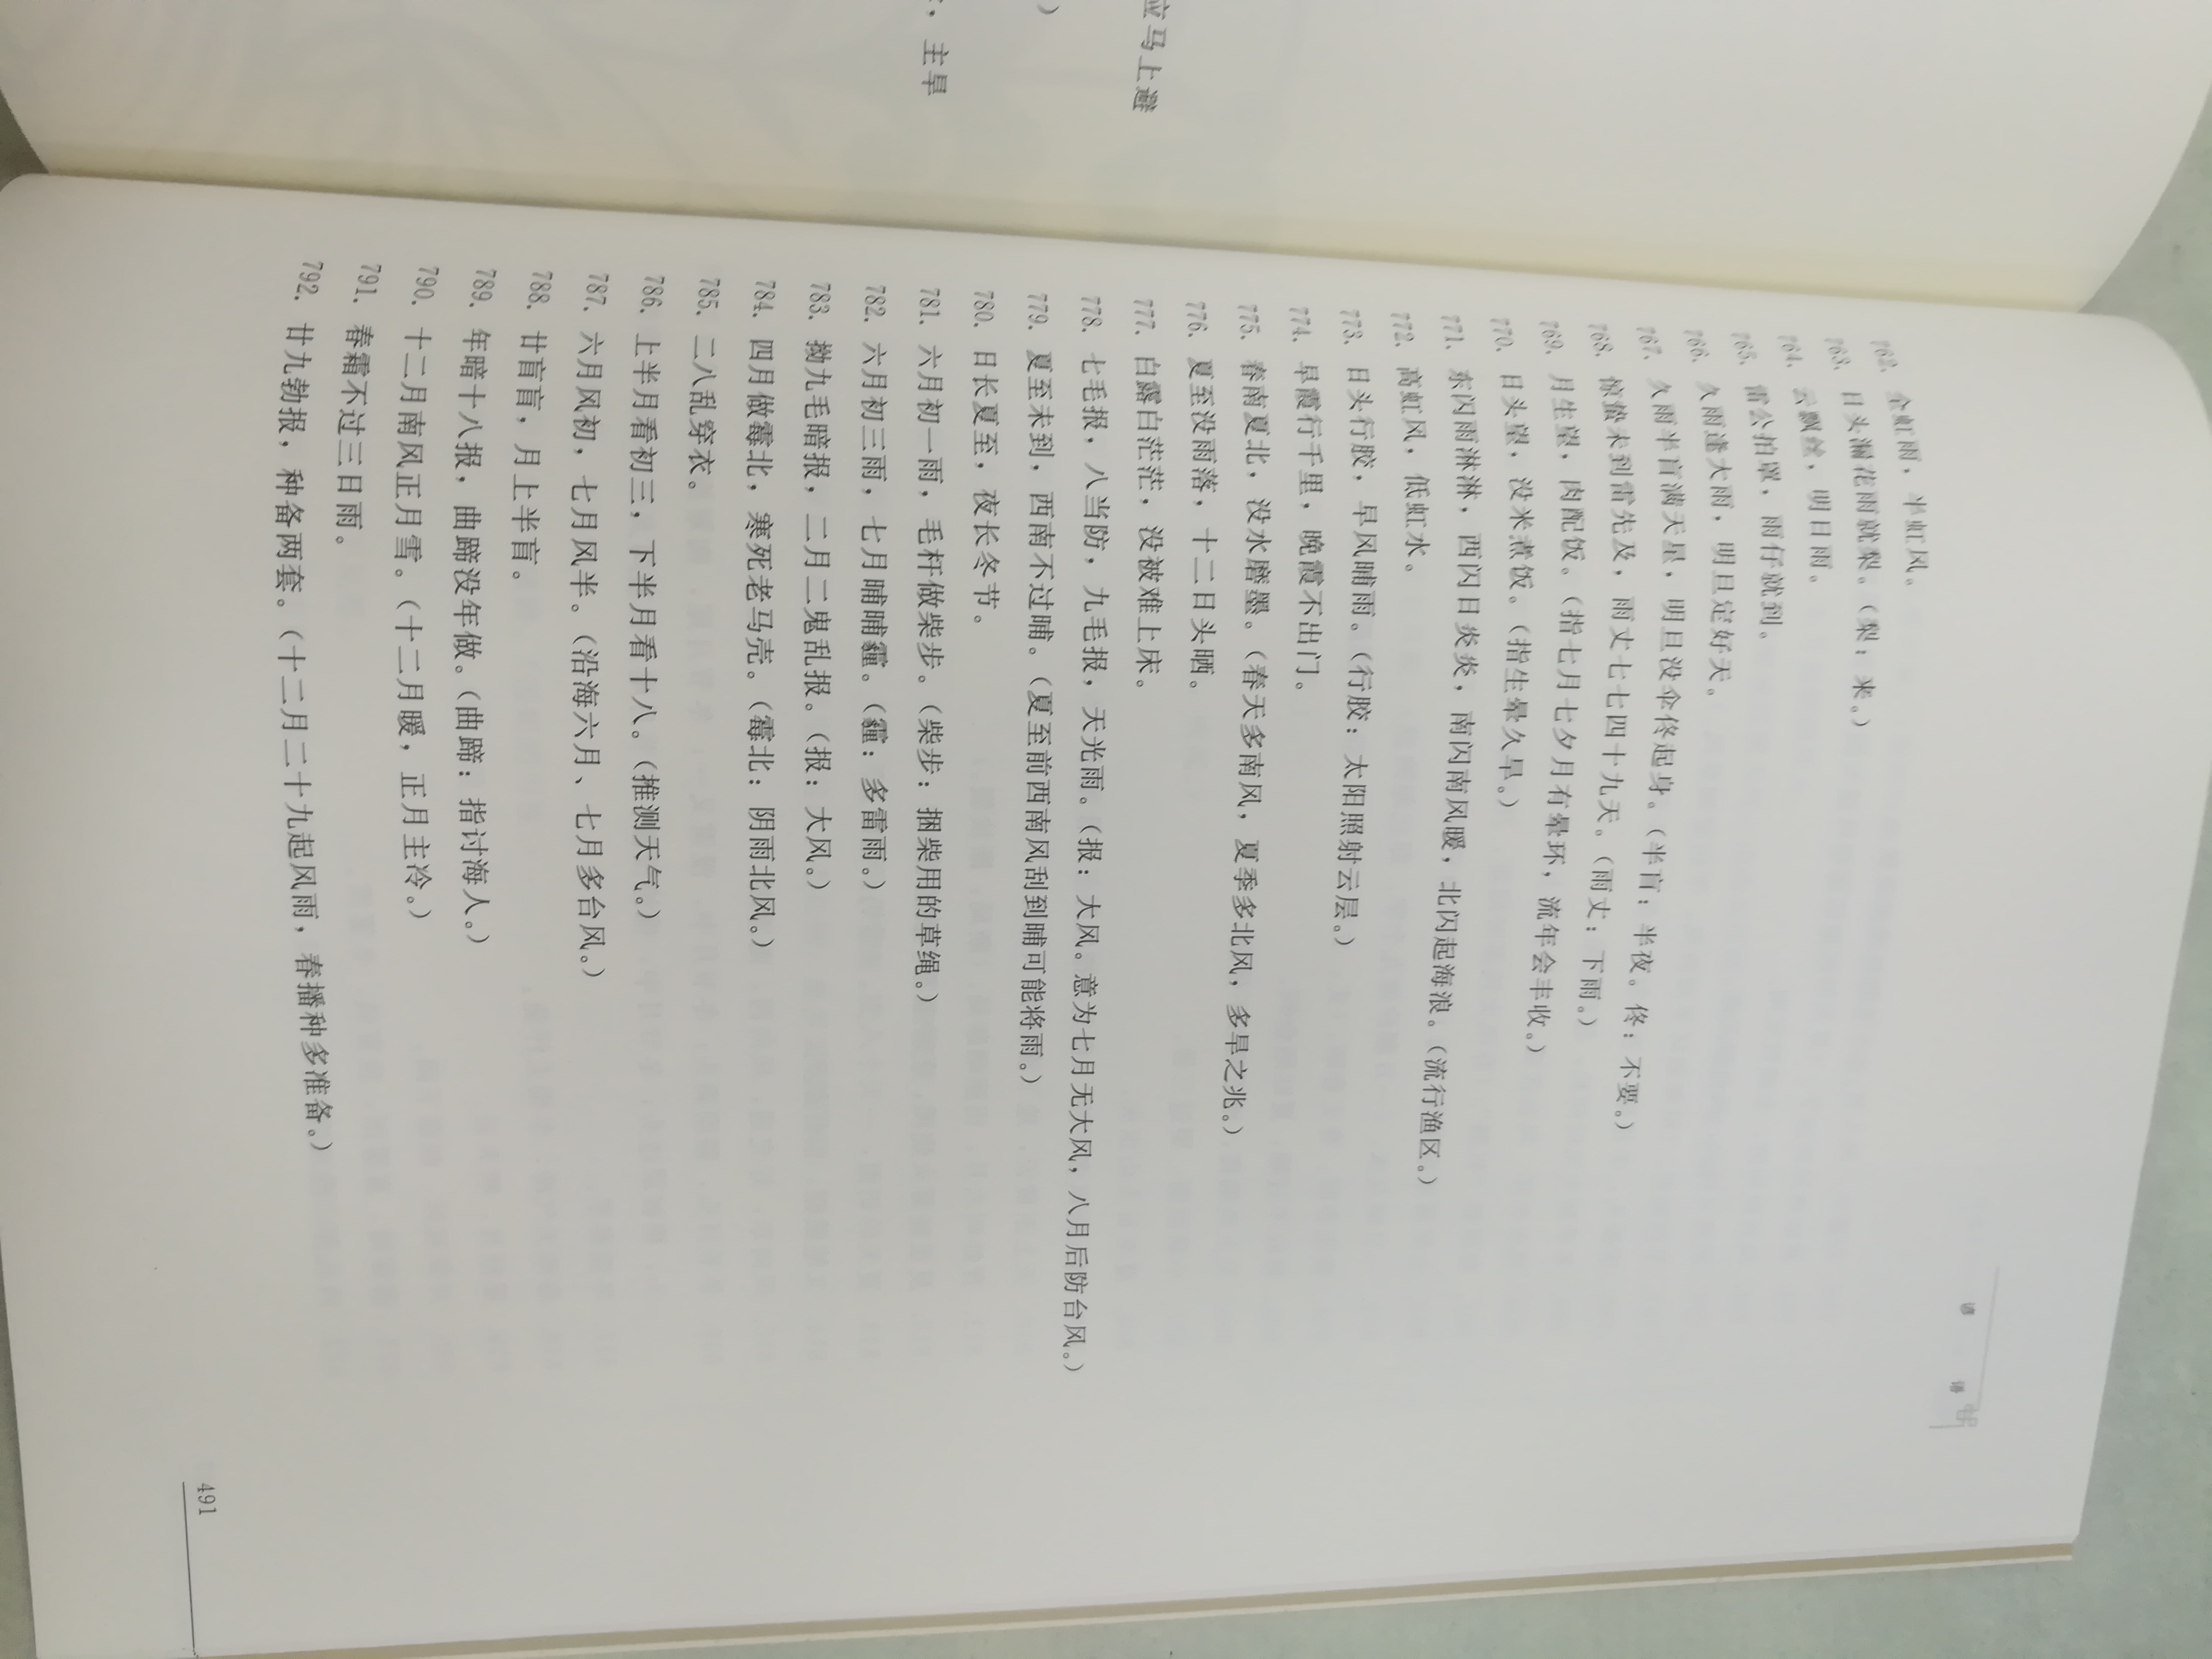 应马上避
）
，主旱
谚 语
762. 全虹雨，半虹风。
763. 日头漏花雨就梨。（梨：来。）
764. 云飘丝，明日雨。
765. 雷公拍罩，雨仔就到。
766. 久雨逢大雨，明旦定好天。
767. 久雨半盲满天星，明旦没伞佟起身。（半盲：半夜。佟：不要。）
768. 惊蛰未到雷先及，雨丈七七四十九天。（雨丈：下雨。）
769. 月生望，肉配饭。（指七月七夕月有晕环，流年会丰收。）
770. 日头望，没米煮饭。（指生晕久旱。）
771. 东闪雨淋淋，西闪日炎炎，南闪南风暖，北闪起海浪。（流行渔区。）
772. 高虹风，低虹水。
773. 日头行胶，早风晡雨。（行胶：太阳照射云层。）
774. 早霞行千里，晚霞不出门。
775. 春南夏北，没水磨墨。（春天多南风，夏季多北风，多旱之兆。）
776. 夏至没雨落，十二日头晒。
777. 白露白茫茫，没被难上床。
778. 七毛报，八当防，九毛报，天光雨。（报：大风。意为七月无大风，八月后防台风。）
779. 夏至未到，西南不过晡。（夏至前西南风刮到晡可能将雨。）
780. 日长夏至，夜长冬节。
781. 六月初一雨，毛杆做柴步。（柴步：捆柴用的草绳。）
782. 六月初三雨，七月晡晡霾。（霾：多雷雨。）
783. 拗九毛暗报，二月二鬼乱报。（报：大风。）
784. 四月做霉北，寒死老马壳。（霉北：阴雨北风。）
785. 二八乱穿衣。
786. 上半月看初三，下半月看十八。（推测天气。）
787. 六月风初，七月风半。（沿海六月、七月多台风。）
788. 廿盲盲，月上半盲。
789. 年暗十八报，曲蹄没年做。（曲蹄：指讨海人。）
790. 十二月南风正月雪。（十二月暖，正月主冷。）
791. 春霜不过三日雨。
792. 廿九勃报，种备两套。（十二月二十九起风雨，春播种多准备。）
491